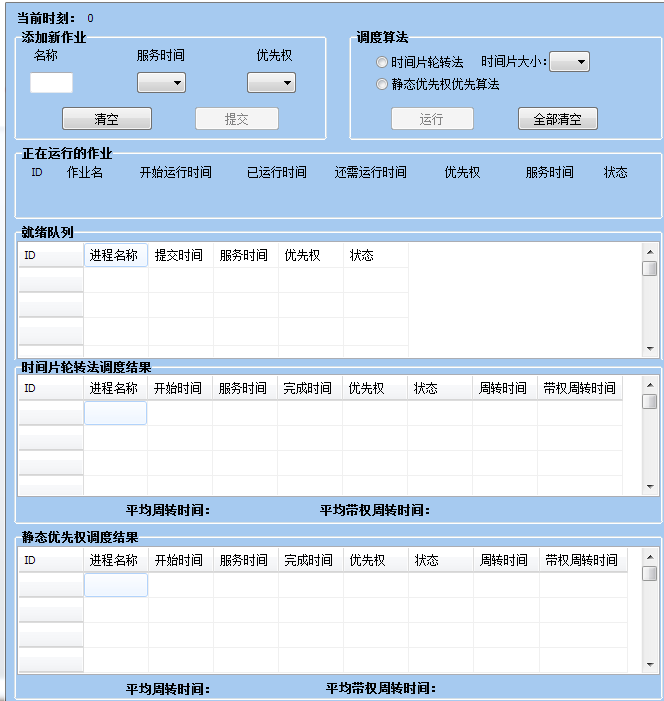 当前时刻： 0
添加新作业
名称 服务时间 优先权
清空 提交
调度算法
时间片轮转法 时间片大小：
静态优先权优先算法
运行 全部清空
正在运行的作业
ID 作业名 开始运行时间 已运行时间 还需运行时间 优先权 服务时间 状态
就绪队列
ID 进程名称 提交时间 服务时间 优先权 状态
时间片轮转法调度结果
ID 进程名称 开始时间 服务时间 完成时间 优先权 状态 周转时间 带权周转时间
平均周转时间： 平均带权周转时间：
静态优先权调度结果
ID 进程名称 开始时间 服务时间 完成时间 优先权 状态 周转时间 带权周转时间
平均周转时间： 平均带权周转时间：